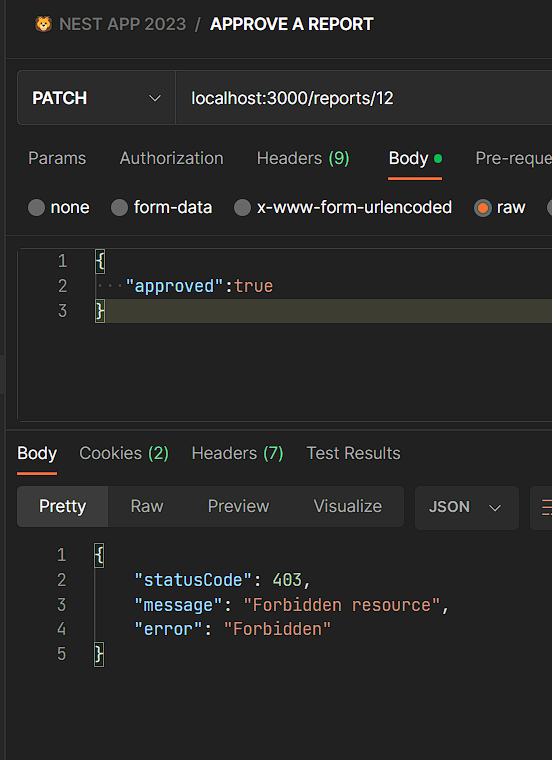 NEST APP 2023 / APPROVE A REPORT
PATCH localhost:3000/reports/12
Params Authorization Headers (9) Body Pre-reque
none form-data x-www-form-urlencoded raw
1 {
2 "approved":true
3 }
Body Cookies (2) Headers (7) Test Results
Pretty Raw Preview Visualize JSON
1 {
2 "statusCode": 403,
3 "message": "Forbidden resource",
4 "error": "Forbidden"
5 }